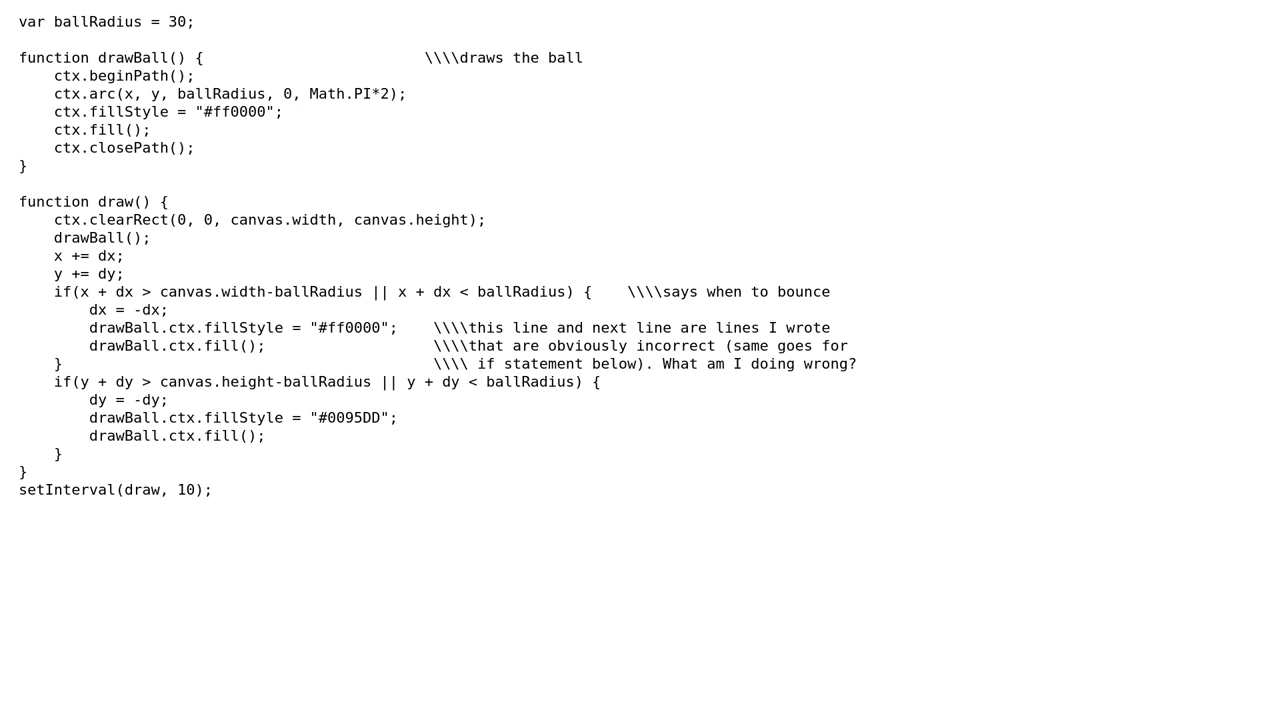 var ballRadius = 30;

function drawBall() {                         \\\\draws the ball
    ctx.beginPath();
    ctx.arc(x, y, ballRadius, 0, Math.PI*2);
    ctx.fillStyle = "#ff0000";
    ctx.fill();
    ctx.closePath();
}

function draw() {
    ctx.clearRect(0, 0, canvas.width, canvas.height);
    drawBall();
    x += dx;
    y += dy;
    if(x + dx > canvas.width-ballRadius || x + dx < ballRadius) {    \\\\says when to bounce
        dx = -dx;
        drawBall.ctx.fillStyle = "#ff0000";    \\\\this line and next line are lines I wrote
        drawBall.ctx.fill();                   \\\\that are obviously incorrect (same goes for
    }                                          \\\\ if statement below). What am I doing wrong?
    if(y + dy > canvas.height-ballRadius || y + dy < ballRadius) {
        dy = -dy;
        drawBall.ctx.fillStyle = "#0095DD";
        drawBall.ctx.fill();
    }
}
setInterval(draw, 10);